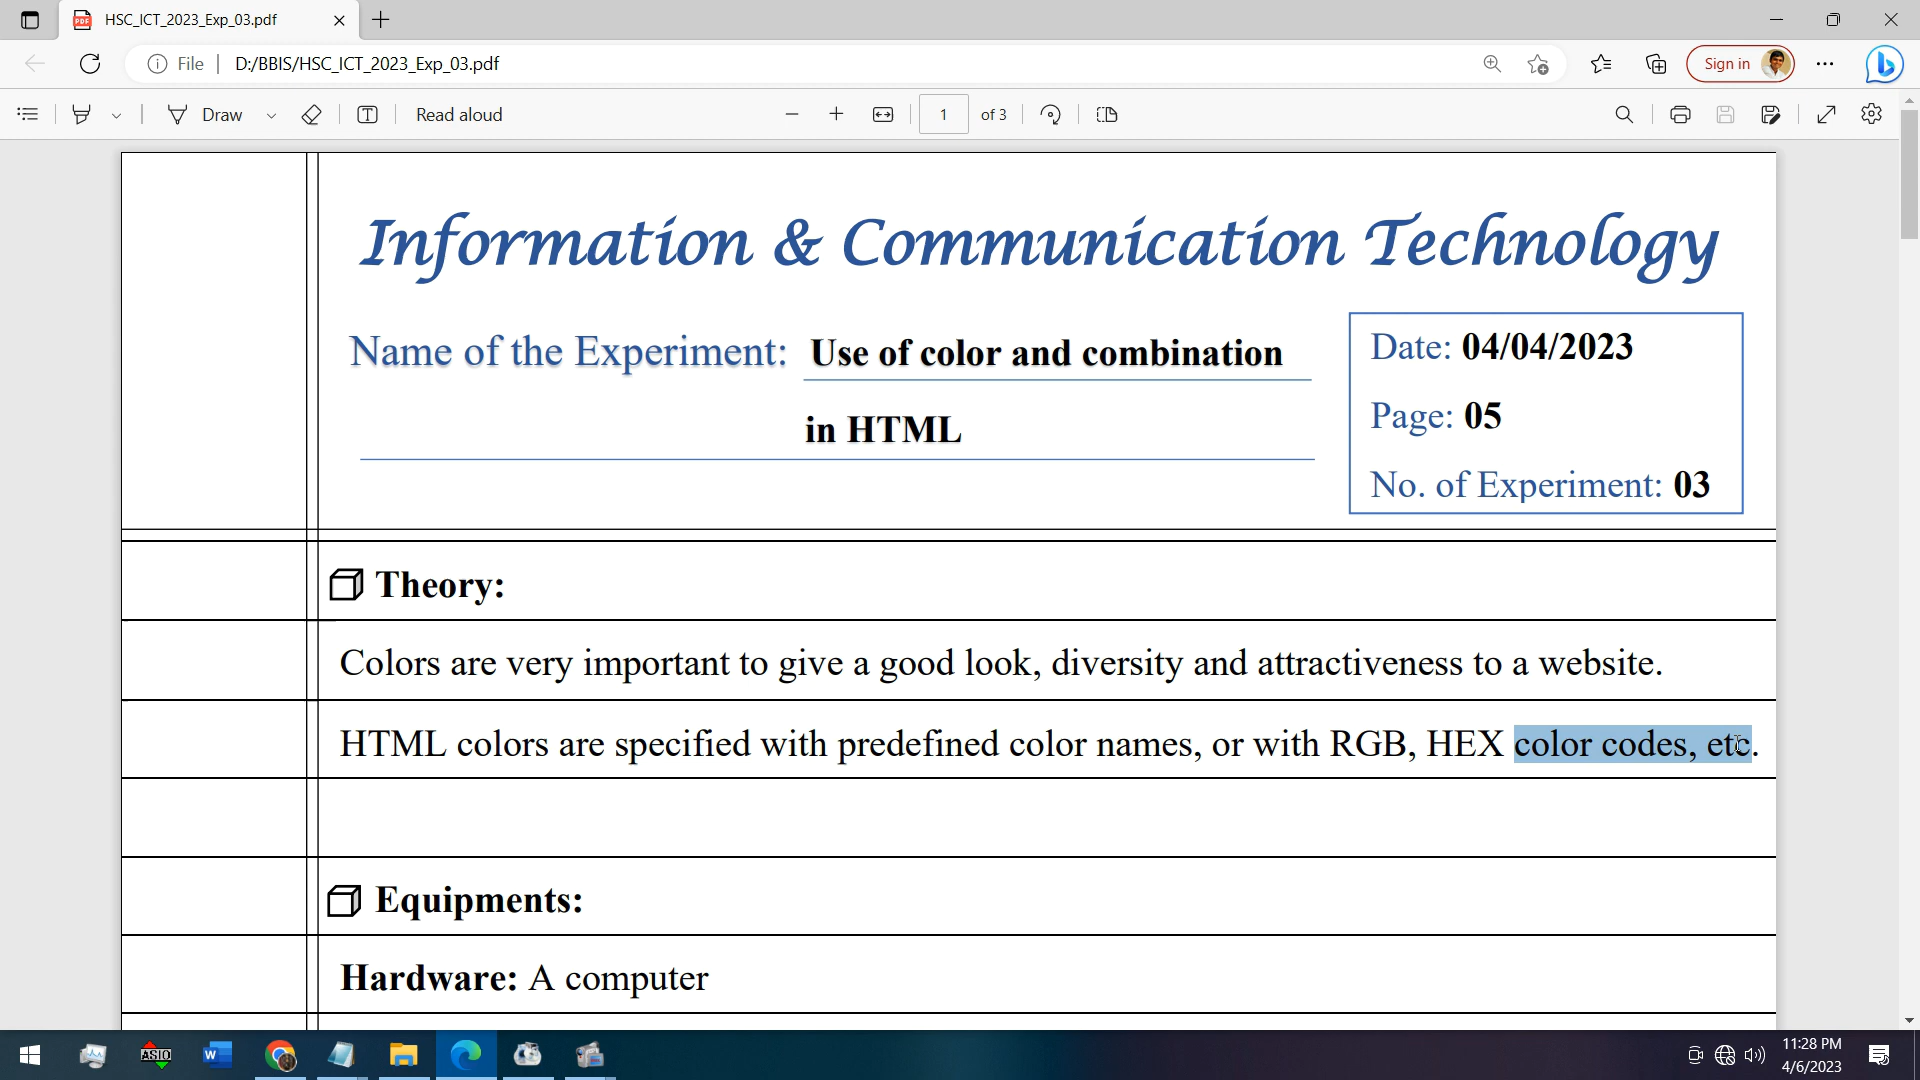 HSC_ICT_2023_Exp_03.pdf
File D:/BBIS/HSC_ICT_2023_Exp_03.pdf
Sign in
Draw
Read aloud
1 of 3
Information & Communication Technology
Name of the Experiment: Use of color and combination
in HTML
Date: 04/04/2023
Page: 05
No. of Experiment: 03
Theory:
Colors are very important to give a good look, diversity and attractiveness to a website.
HTML colors are specified with predefined color names, or with RGB, HEX color codes, etc.
Equipments:
Hardware: A computer
ASIO
11:28 PM
4/6/2023